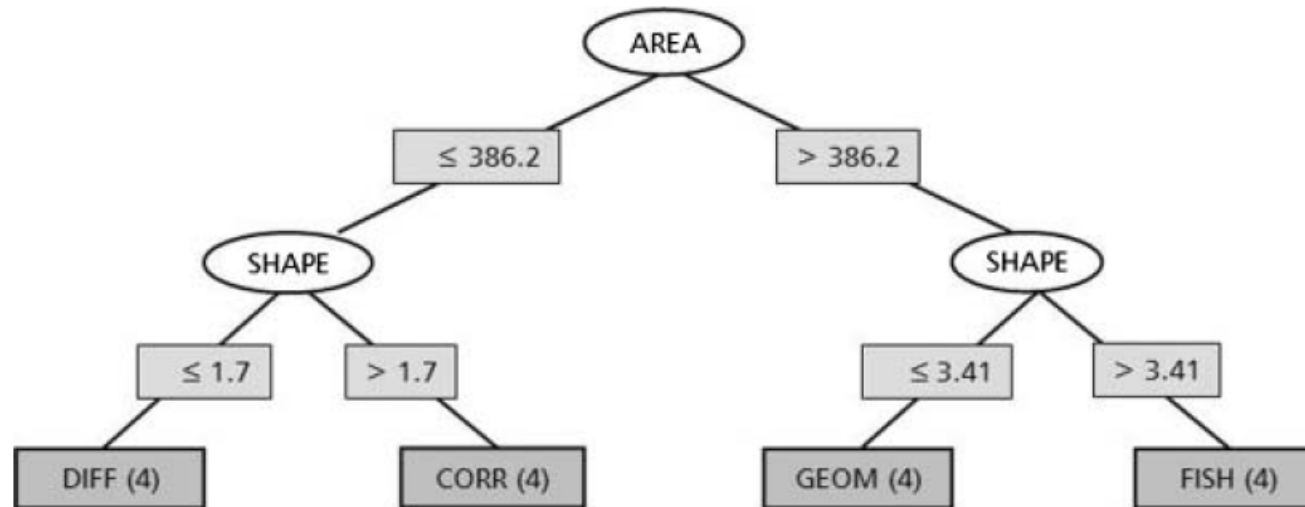 AREA
≤ 386.2
> 386.2
SHAPE
SHAPE
≤ 1.7
> 1.7
≤ 3.41
> 3.41
DIFF (4)
CORR (4)
GEOM (4)
FISH (4)